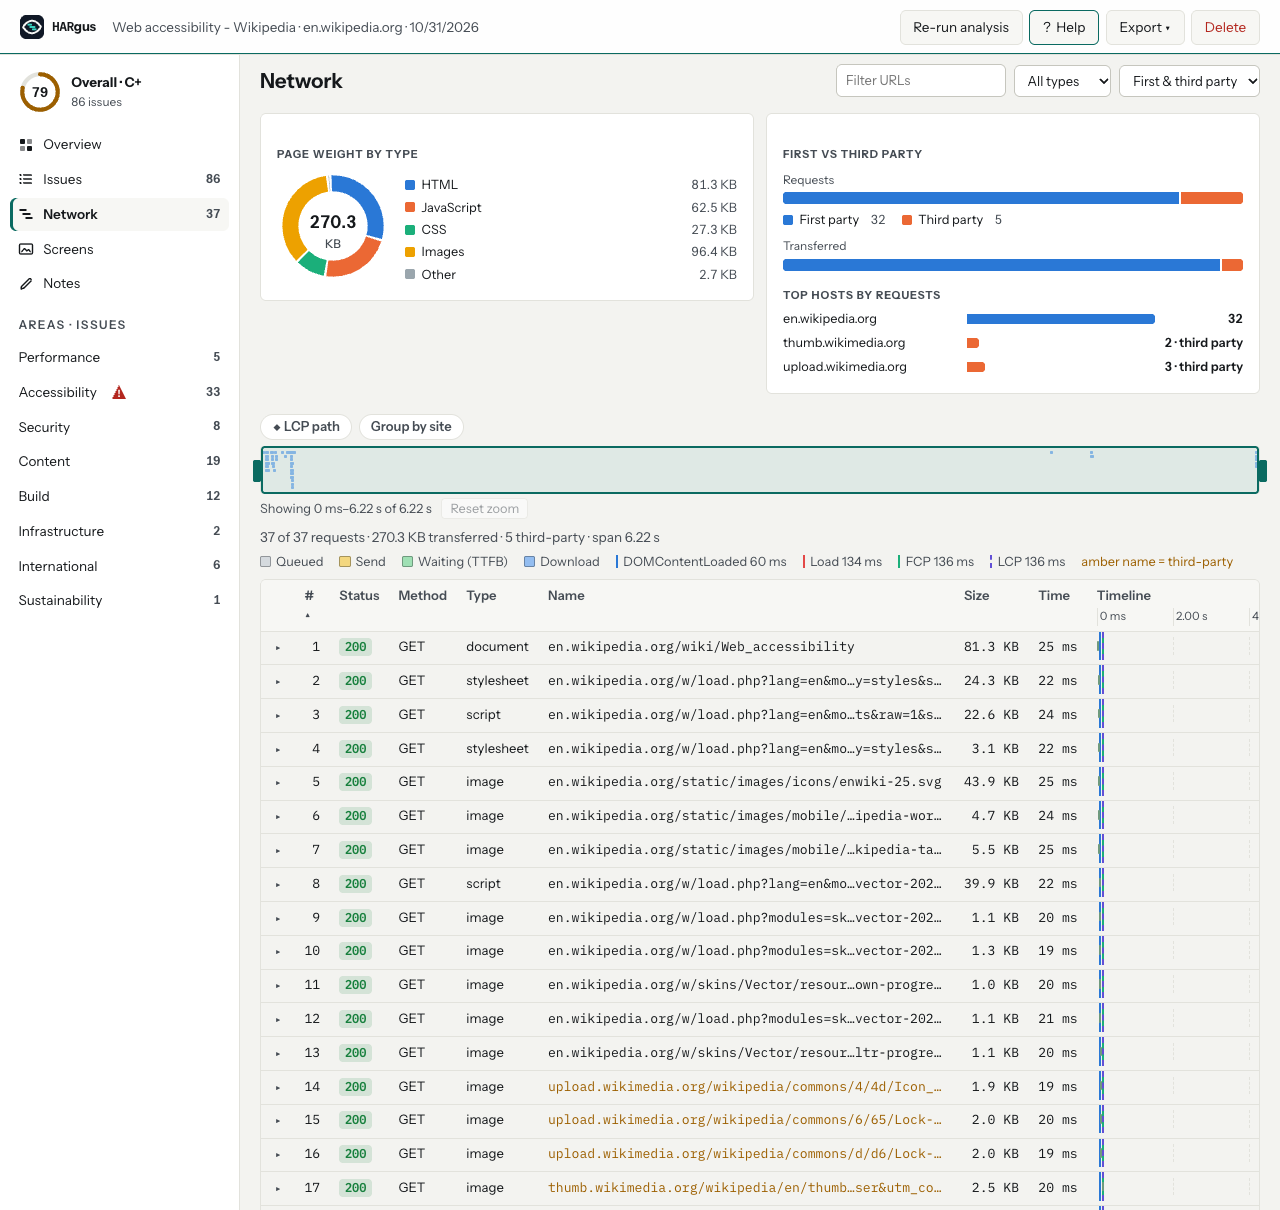 HARgus Web accessibility - Wikipedia · en.wikipedia.org · 10/31/2026 Re-run analysis ? Help Export ▾ Delete
79 Overall · C+
86 issues
Overview
Issues 86
Network 37
Screens
Notes
AREAS · ISSUES
Performance 5
Accessibility 33
Security 8
Content 19
Build 12
Infrastructure 2
International 6
Sustainability 1
Network Filter URLs All types First & third party
PAGE WEIGHT BY TYPE
270.3
KB
HTML 81.3 KB
JavaScript 62.5 KB
CSS 27.3 KB
Images 96.4 KB
Other 2.7 KB
FIRST VS THIRD PARTY
Requests
First party 32 Third party 5
Transferred
TOP HOSTS BY REQUESTS
en.wikipedia.org 32
thumb.wikimedia.org 2 · third party
upload.wikimedia.org 3 · third party
◆ LCP path Group by site
Showing 0 ms–6.22 s of 6.22 s Reset zoom
37 of 37 requests · 270.3 KB transferred · 5 third-party · span 6.22 s
Queued Send Waiting (TTFB) Download DOMContentLoaded 60 ms Load 134 ms FCP 136 ms LCP 136 ms amber name = third-party
# ▴ Status Method Type Name Size Time Timeline
0 ms 2.00 s 4
▸ 1 200 GET document en.wikipedia.org/wiki/Web_accessibility 81.3 KB 25 ms
▸ 2 200 GET stylesheet en.wikipedia.org/w/load.php?lang=en&mo…y=styles&s… 24.3 KB 22 ms
▸ 3 200 GET script en.wikipedia.org/w/load.php?lang=en&mo…ts&raw=1&s… 22.6 KB 24 ms
▸ 4 200 GET stylesheet en.wikipedia.org/w/load.php?lang=en&mo…y=styles&s… 3.1 KB 22 ms
▸ 5 200 GET image en.wikipedia.org/static/images/icons/enwiki-25.svg 43.9 KB 25 ms
▸ 6 200 GET image en.wikipedia.org/static/images/mobile/…ipedia-wor… 4.7 KB 24 ms
▸ 7 200 GET image en.wikipedia.org/static/images/mobile/…kipedia-ta… 5.5 KB 25 ms
▸ 8 200 GET script en.wikipedia.org/w/load.php?lang=en&mo…vector-202… 39.9 KB 22 ms
▸ 9 200 GET image en.wikipedia.org/w/load.php?modules=sk…vector-202… 1.1 KB 20 ms
▸ 10 200 GET image en.wikipedia.org/w/load.php?modules=sk…vector-202… 1.3 KB 19 ms
▸ 11 200 GET image en.wikipedia.org/w/skins/Vector/resour…own-progre… 1.0 KB 20 ms
▸ 12 200 GET image en.wikipedia.org/w/load.php?modules=sk…vector-202… 1.1 KB 21 ms
▸ 13 200 GET image en.wikipedia.org/w/skins/Vector/resour…ltr-progre… 1.1 KB 20 ms
▸ 14 200 GET image upload.wikimedia.org/wikipedia/commons/4/4d/Icon_… 1.9 KB 19 ms
▸ 15 200 GET image upload.wikimedia.org/wikipedia/commons/6/65/Lock-… 2.0 KB 20 ms
▸ 16 200 GET image upload.wikimedia.org/wikipedia/commons/d/d6/Lock-… 2.0 KB 19 ms
▸ 17 200 GET image thumb.wikimedia.org/wikipedia/en/thumb…ser&utm_co… 2.5 KB 20 ms